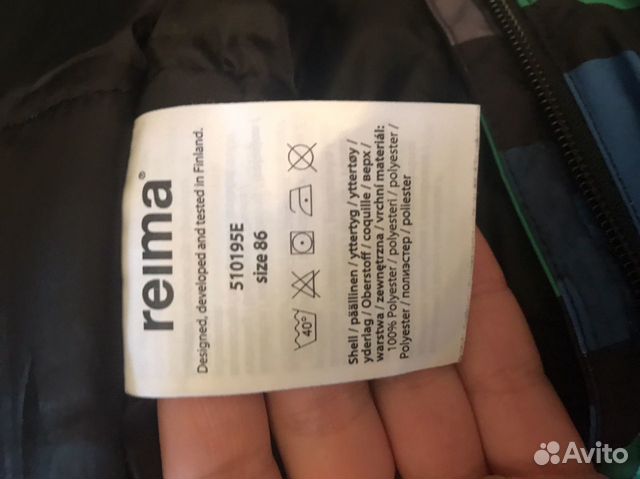 reima®
Designed, developed and tested in Finland.
510195E
size 86
40°
Shell / päällinen / yttertyg / yttertøy /
yderlag / Oberstoff / coquille / верх /
warstwa / zewnętrzna / vrchní materiál:
100% Polyester / polyesteri / polyester /
Polyester / полиэстер / poliester
Avito